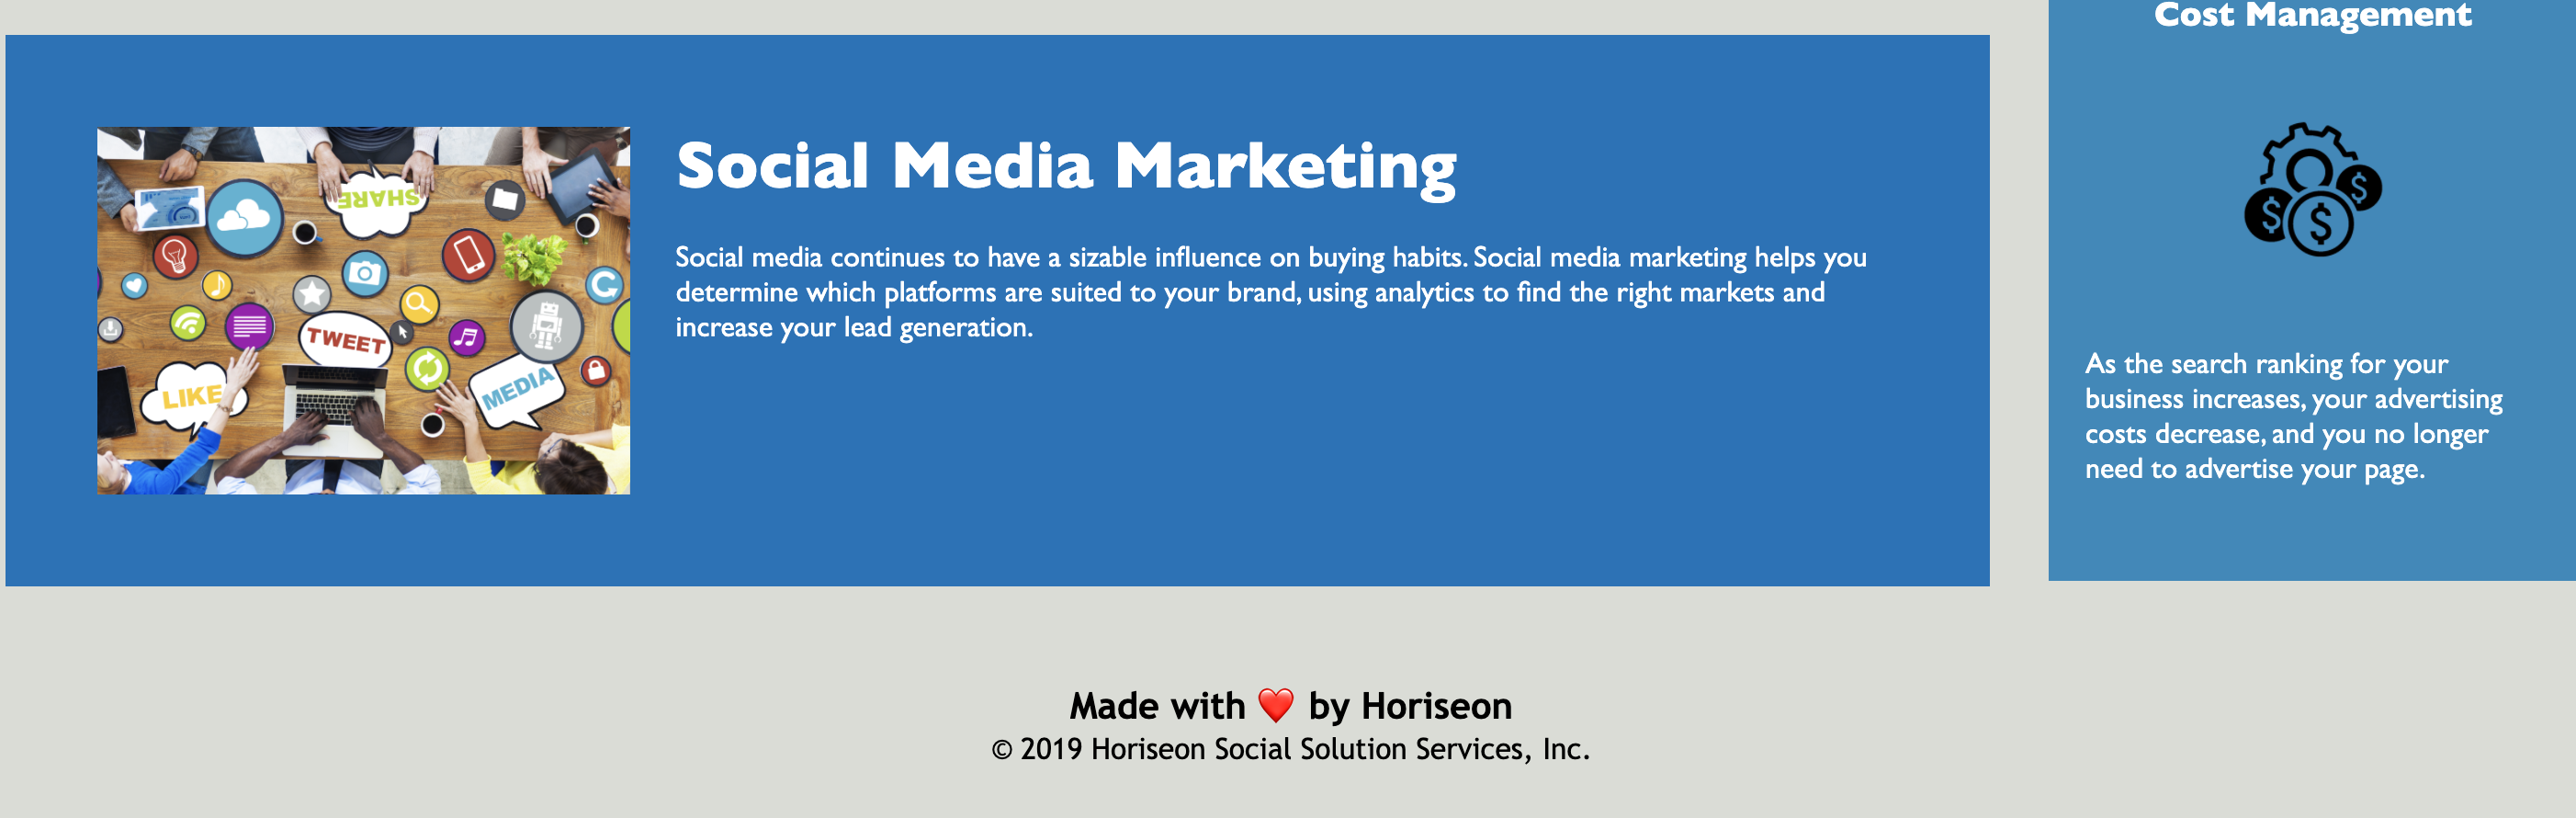 Cost Management
Social Media Marketing
Social media continues to have a sizable influence on buying habits. Social media marketing helps you
determine which platforms are suited to your brand, using analytics to find the right markets and
increase your lead generation.
SHARE
TWEET
LIKE
MEDIA
$ $ $
As the search ranking for your
business increases, your advertising
costs decrease, and you no longer
need to advertise your page.
Made with ❤️ by Horiseon
© 2019 Horiseon Social Solution Services, Inc.